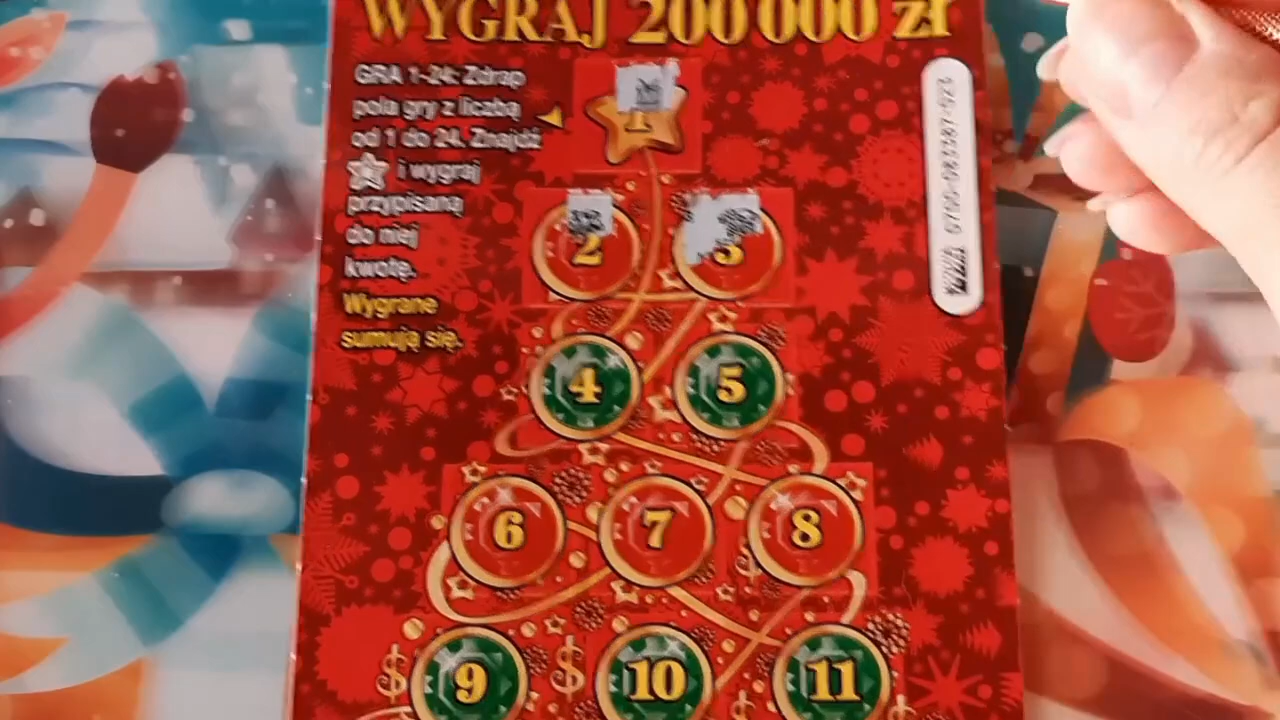 WYGRAJ 200 000 zł
GRA 1-24: Zdrap
pola gry z liczbą
od 1 do 24. Znajdź
i wygraj
przypisaną
do niej
kwotę.
Wygrane
sumują się.
1
2 3
4 5
6 7 8
9 10 11